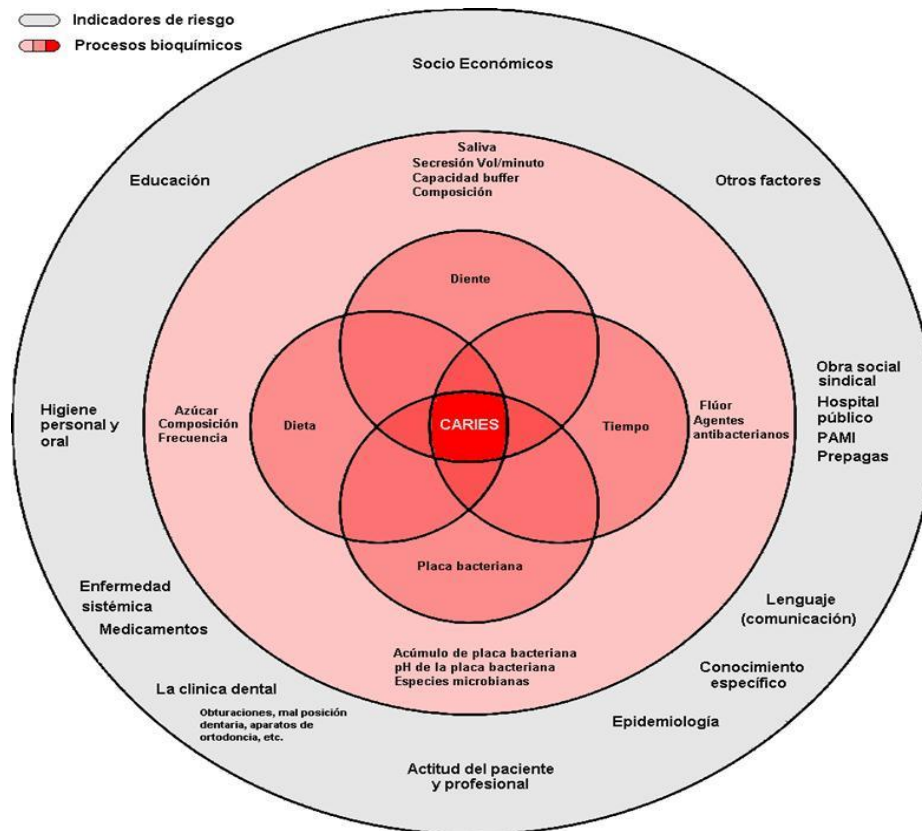 Indicadores de riesgo
Procesos bioquímicos
Socio Económicos
Educación
Otros factores
Saliva
Secresión Vol/minuto
Capacidad buffer
Composición
Diente
Higiene
personal y
oral
Azúcar
Composición
Frecuencia
Dieta
CARIES
Tiempo
Flúor
Agentes
antibacterianos
Obra social
sindical
Hospital
público
PAMI
Prepagas
Placa bacteriana
Enfermedad
sistémica
Medicamentos
Acúmulo de placa bacteriana
pH de la placa bacteriana
Especies microbianas
Lenguaje
(comunicación)
Conocimiento
específico
La clinica dental
Obturaciones, mal posición
dentaria, aparatos de
ortodoncia, etc.
Epidemiología
Actitud del paciente
y profesional